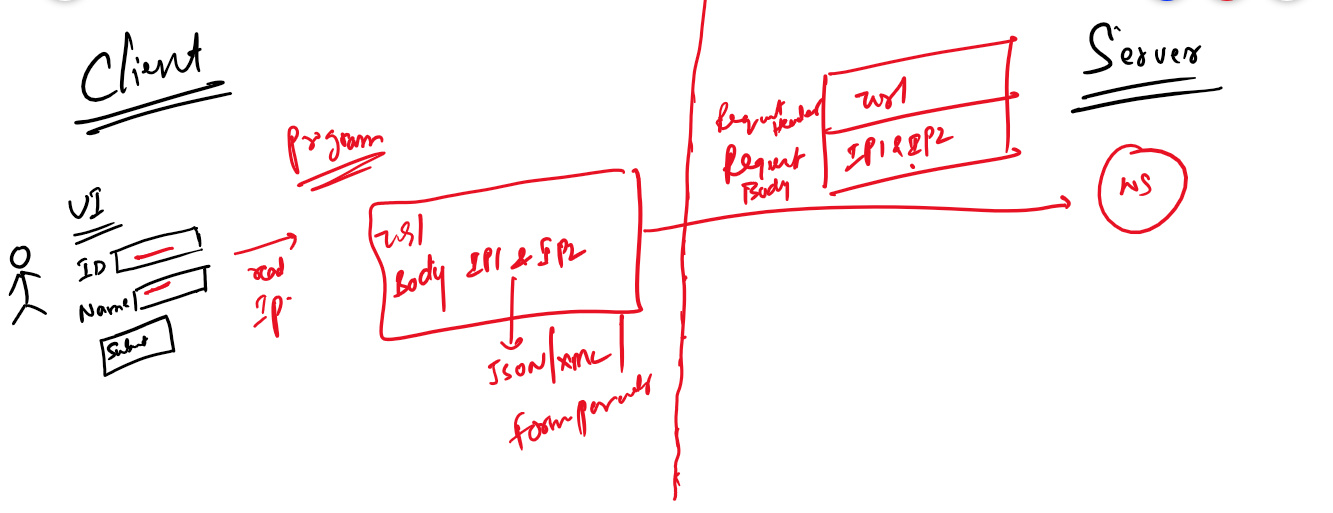 Client
Server
Program
UI
ID
Name
Submit
read
Ip
url
Body IP1 & IP2
JSON/XML
form params
Request Header
url
Request
Body
IP1 & IP2
WS